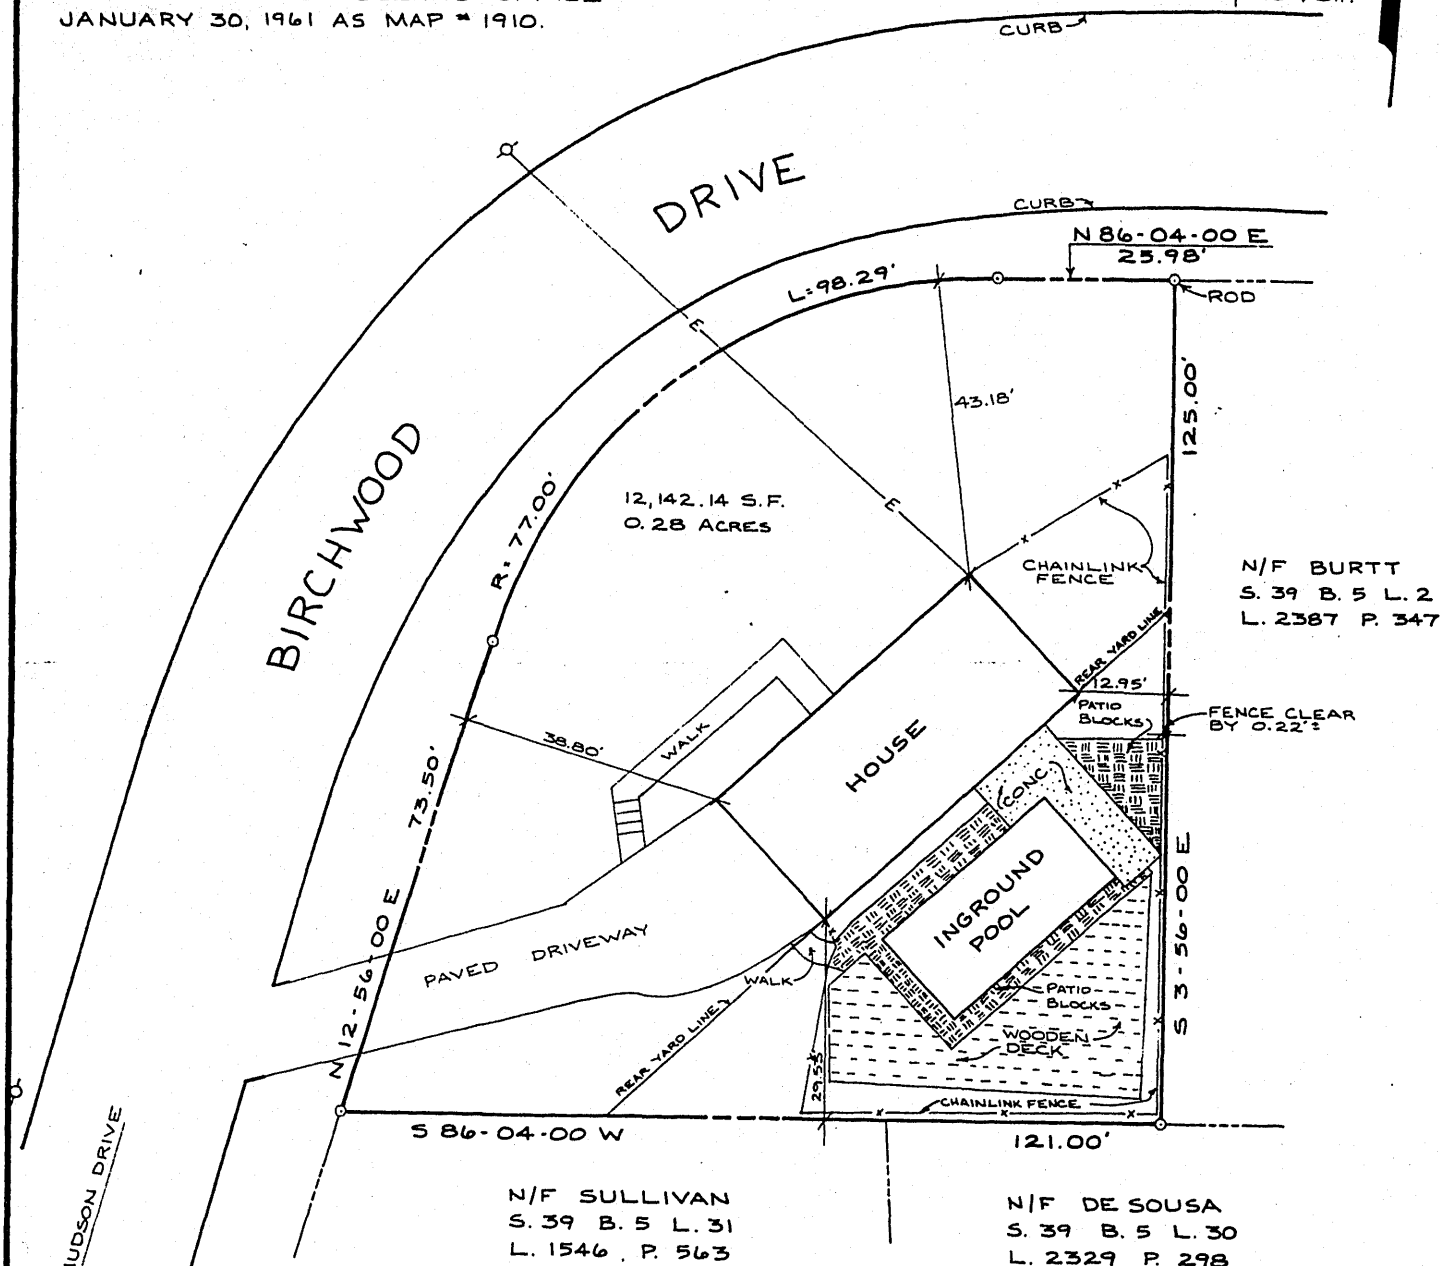 JANUARY 30, 1961 AS MAP # 1910.
CURB
DRIVE
CURB
N 86-04-00 E
25.98'
ROD
L=98.29'
E
43.18'
125.00'
BIRCHWOOD
R= 77.00'
12,142.14 S.F.
0.28 ACRES
E
CHAINLINK
FENCE
N/F BURTT
S. 39 B. 5 L. 2
L. 2387 P. 347
REAR YARD LINE
12.95'
PATIO
BLOCKS
FENCE CLEAR
BY 0.22'±
38.80'
WALK
HOUSE
CONC.
73.50'
INGROUND
POOL
N 12-56-00 E
PAVED DRIVEWAY
WALK
PATIO
BLOCKS
S 3-56-00 E
WOODEN
DECK
REAR YARD LINE
29.53'
CHAINLINK FENCE
S 86-04-00 W
121.00'
HUDSON DRIVE
N/F SULLIVAN
S. 39 B. 5 L. 31
L. 1546 P. 563
N/F DE SOUSA
S. 39 B. 5 L. 30
L. 2329 P. 298